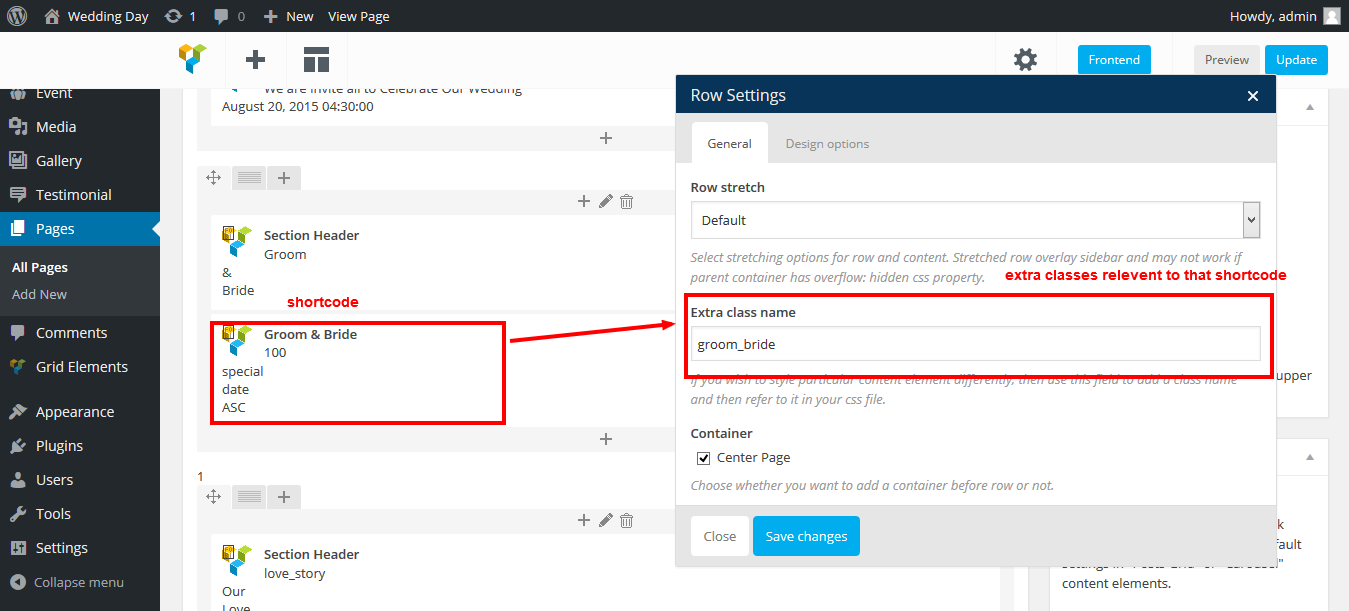 Wedding Day
1
0
New
View Page
Howdy, admin
Frontend
Preview
Update
Event
Media
Gallery
Testimonial
Pages
All Pages
Add New
Comments
Grid Elements
Appearance
Plugins
Users
Tools
Settings
Collapse menu
We are invite all to Celebrate Our Wedding
August 20, 2015 04:30:00
Section Header
Groom
&
Bride
shortcode
Groom & Bride
100
special
date
ASC
1
Section Header
love_story
Our
Love
Row Settings
General
Design options
Row stretch
Default
Select stretching options for row and content. Stretched row overlay sidebar and may not work if
parent container has overflow: hidden css property.
extra classes relevent to that shortcode
Extra class name
groom_bride
If you wish to style particular content element differently, then use this field to add a class name
and then refer to it in your css file.
Container
Center Page
Choose whether you want to add a container before row or not.
Close
Save changes
upper
content elements.